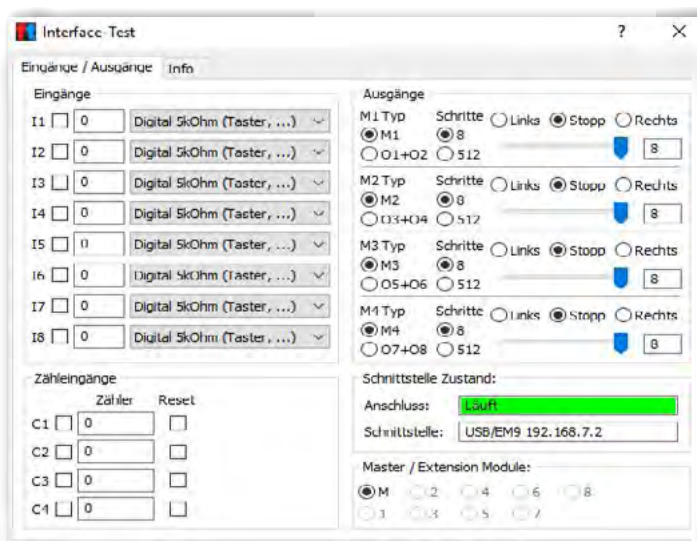 Interface-Test ? X
Eingänge / Ausgänge Info
Eingänge
I1 0 Digital 5kOhm (Taster, ...)
I2 0 Digital 5kOhm (Taster, ...)
I3 0 Digital 5kOhm (Taster, ...)
I4 0 Digital 5kOhm (Taster, ...)
I5 0 Digital 5kOhm (Taster, ...)
I6 0 Digital 5kOhm (Taster, ...)
I7 0 Digital 5kOhm (Taster, ...)
I8 0 Digital 5kOhm (Taster, ...)
Zähleingänge
Zähler Reset
C1 0
C2 0
C3 0
C4 0
Ausgänge
M1 Typ Schritte Links Stopp Rechts
M1 8
O1+O2 512 8
M2 Typ Schritte Links Stopp Rechts
M2 8
O3+O4 512 8
M3 Typ Schritte Links Stopp Rechts
M3 8
O5+O6 512 8
M4 Typ Schritte Links Stopp Rechts
M4 8
O7+O8 512 8
Schnittstelle Zustand:
Anschluss: Läuft
Schnittstelle: USB/EM9 192.168.7.2
Master / Extension Module:
M 2 4 6 8
1 3 5 7